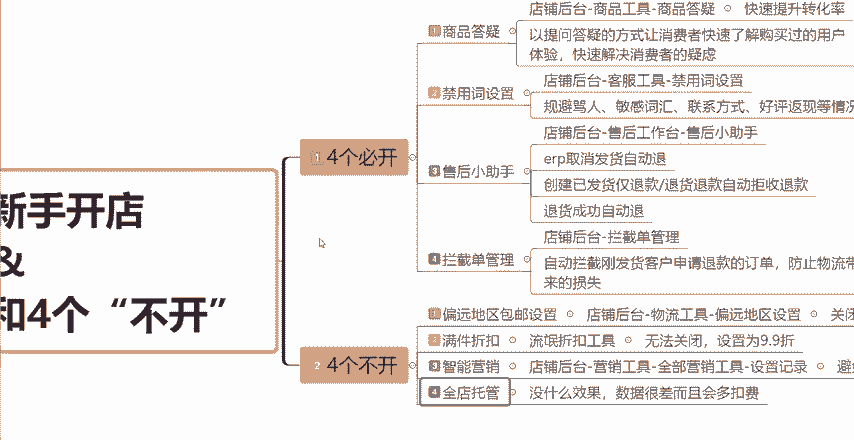 新手开店
&
和4个“不开”
1 4个必开
1 商品答疑
店铺后台-商品工具-商品答疑 快速提升转化率
以提问答疑的方式让消费者快速了解购买过的用户
体验，快速解决消费者的疑虑
2 禁用词设置
店铺后台-客服工具-禁用词设置
规避骂人、敏感词汇、联系方式、好评返现等情况
3 售后小助手
店铺后台-售后工作台-售后小助手
erp取消发货自动退
创建已发货仅退款/退货退款自动拒收退款
退货成功自动退
4 拦截单管理
店铺后台-拦截单管理
自动拦截刚发货客户申请退款的订单，防止物流带
来的损失
2 4个不开
1 偏远地区包邮设置 店铺后台-物流工具-偏远地区设置 关闭
2 满件折扣 流氓折扣工具 无法关闭，设置为9.9折
3 智能营销 店铺后台-营销工具-全部营销工具-设置记录
4 全店托管 没什么效果，数据很差而且会多扣费